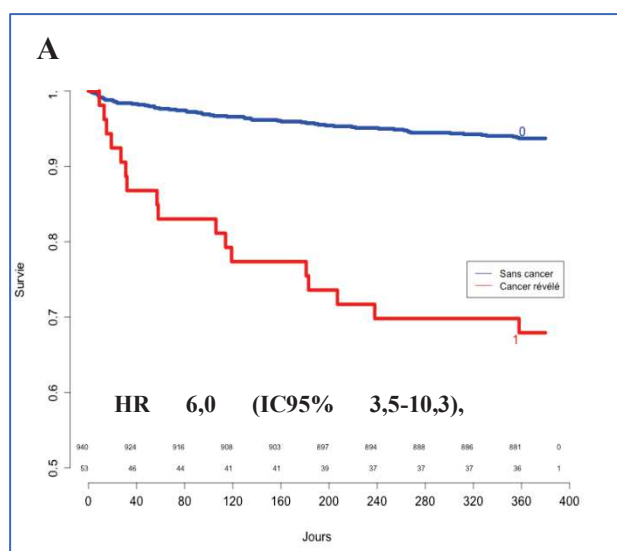 A
1.
0
0.9
0.8
Survie
Sans cancer
Cancer révélé
0.7
1
0.6
HR 6,0 (IC95% 3,5-10,3),
940 924 916 908 903 897 894 888 886 881 0
53 46 44 41 41 39 37 37 37 36 1
0.5
0 40 80 120 160 200 240 280 320 360 400
Jours